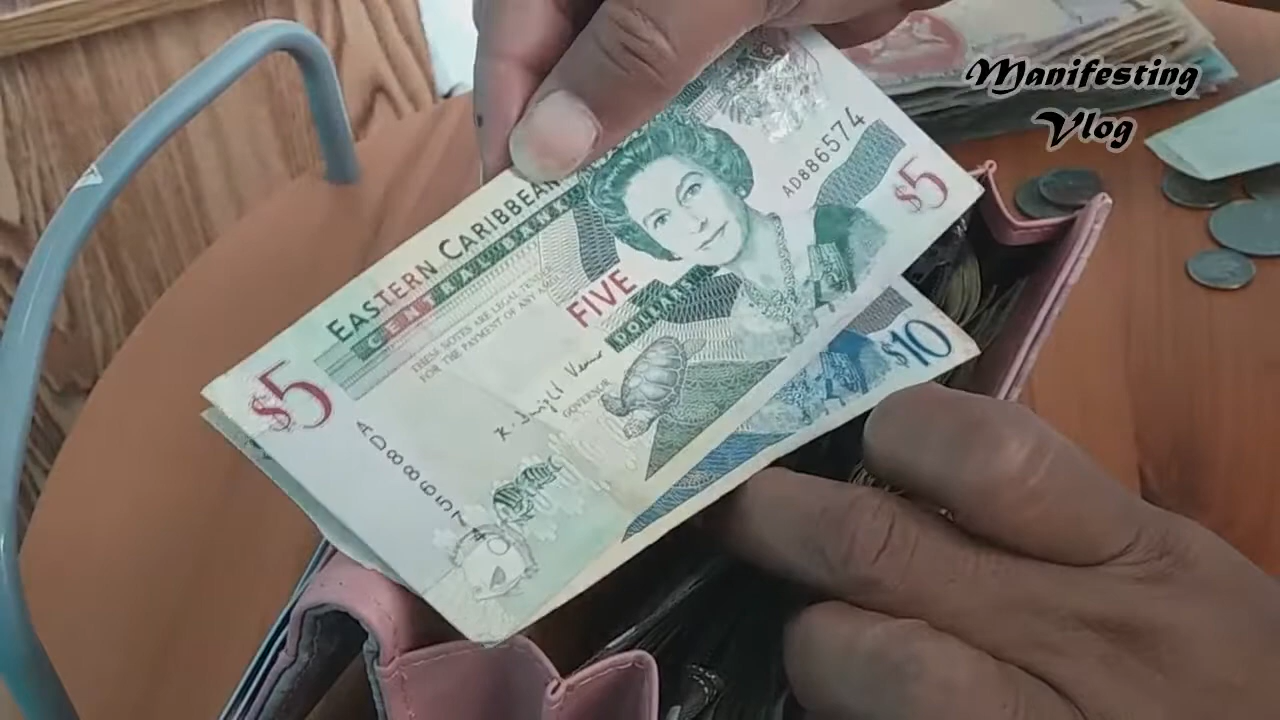 Manifesting
Vlog
EASTERN CARIBBEAN
CENTRAL BANK
THESE NOTES ARE LEGAL TENDER
FOR THE PAYMENT OF ANY AMOUNT
FIVE
DOLLARS
AD886574
$5
$5
GOVERNOR
AD886574
$10